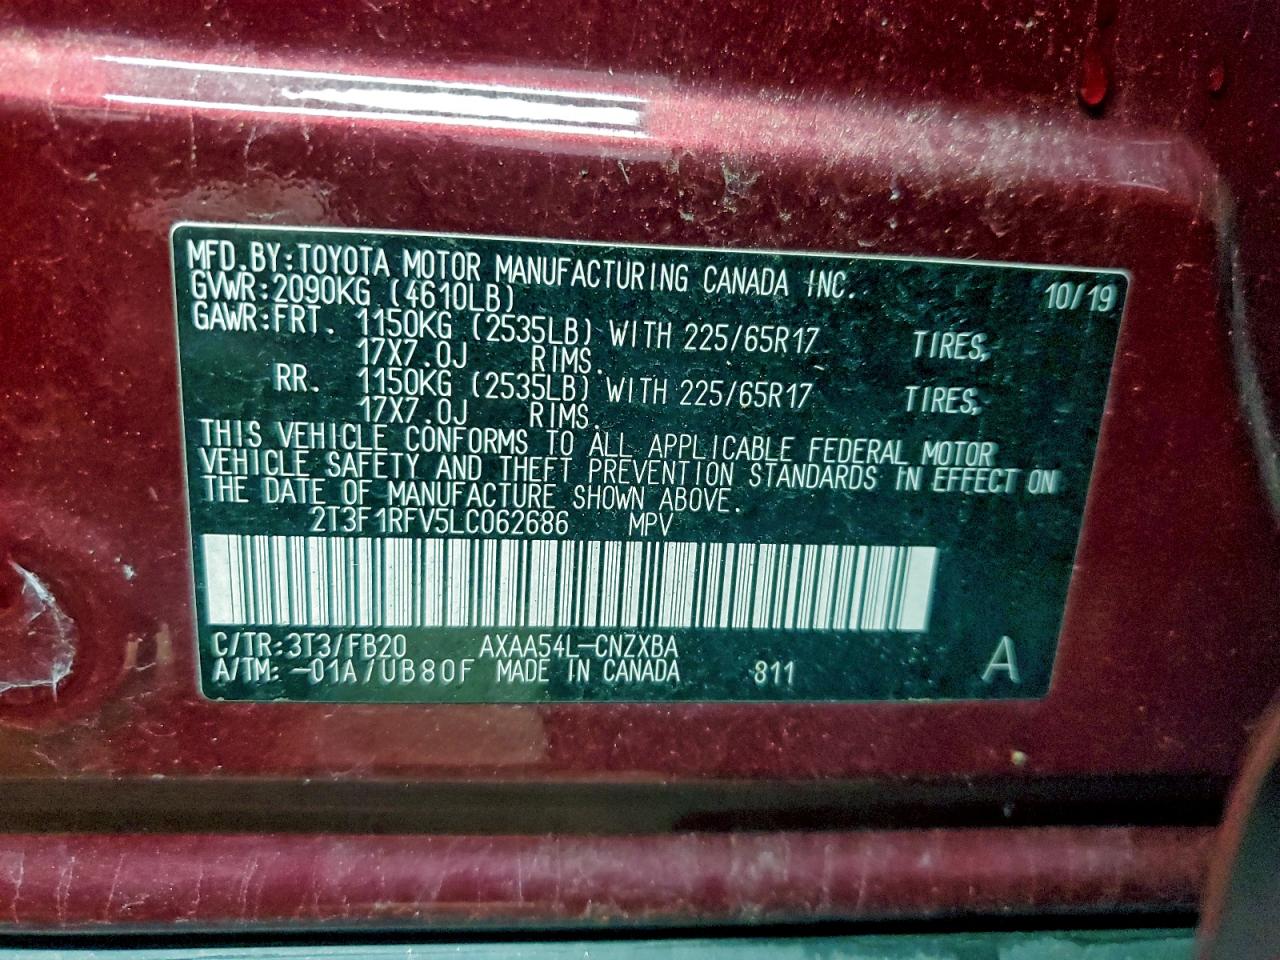 MFD.BY:TOYOTA MOTOR MANUFACTURING CANADA INC. 10/19
GVWR:2090KG (4610LB)
GAWR:FRT. 1150KG (2535LB) WITH 225/65R17 TIRES,
17X7.0J RIMS.
RR. 1150KG (2535LB) WITH 225/65R17 TIRES,
17X7.0J RIMS.
THIS VEHICLE CONFORMS TO ALL APPLICABLE FEDERAL MOTOR
VEHICLE SAFETY AND THEFT PREVENTION STANDARDS IN EFFECT ON
THE DATE OF MANUFACTURE SHOWN ABOVE.
2T3F1RFV5LC062686 MPV
C/TR:3T3/FB20 AXAA54L-CNZXBA
A/TM:-01A/UB80F MADE IN CANADA 811 A